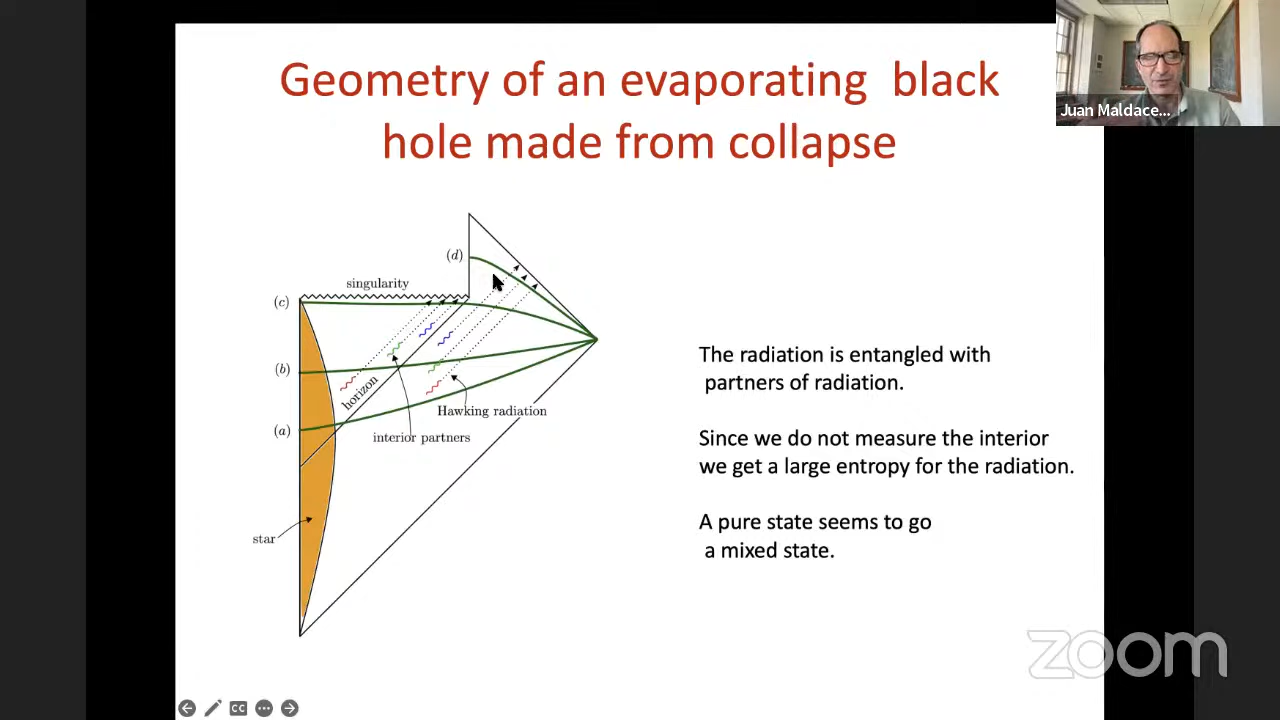 Geometry of an evaporating black
hole made from collapse
Juan Maldace...
(d)
singularity
(c)
(b)
horizon
Hawking radiation
(a)
interior partners
star
The radiation is entangled with
partners of radiation.
Since we do not measure the interior
we get a large entropy for the radiation.
A pure state seems to go
a mixed state.
zoom
CC